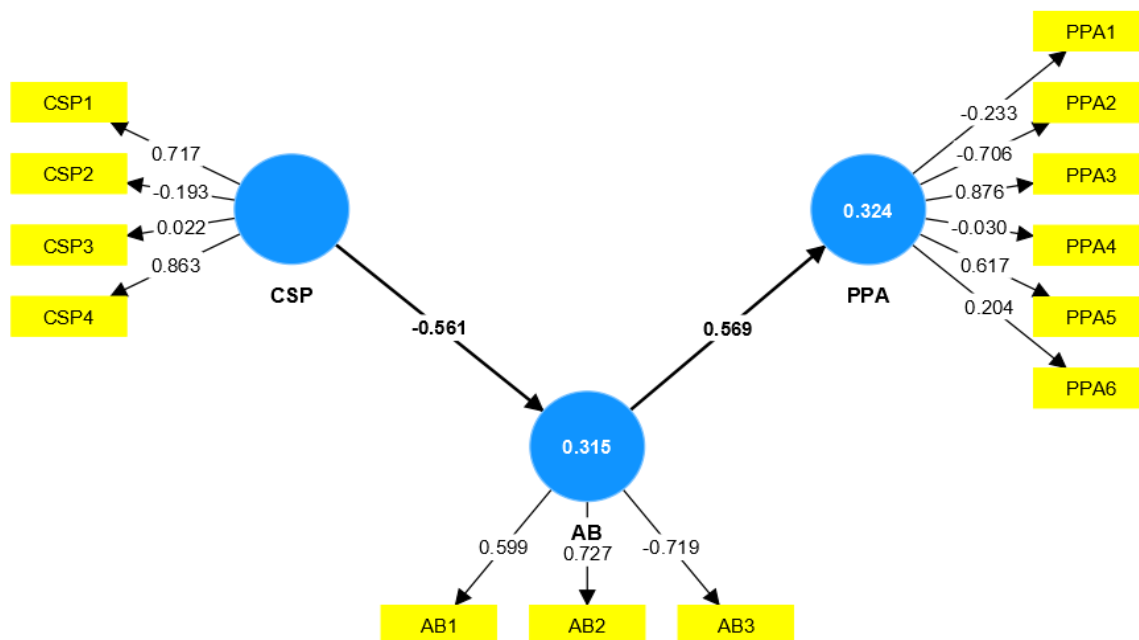 CSP1
CSP2
CSP3
CSP4
0.717
-0.193
0.022
0.863
CSP
-0.561
0.315
AB
0.599
0.727
-0.719
AB1
AB2
AB3
0.569
0.324
PPA
-0.233
-0.706
0.876
-0.030
0.617
0.204
PPA1
PPA2
PPA3
PPA4
PPA5
PPA6